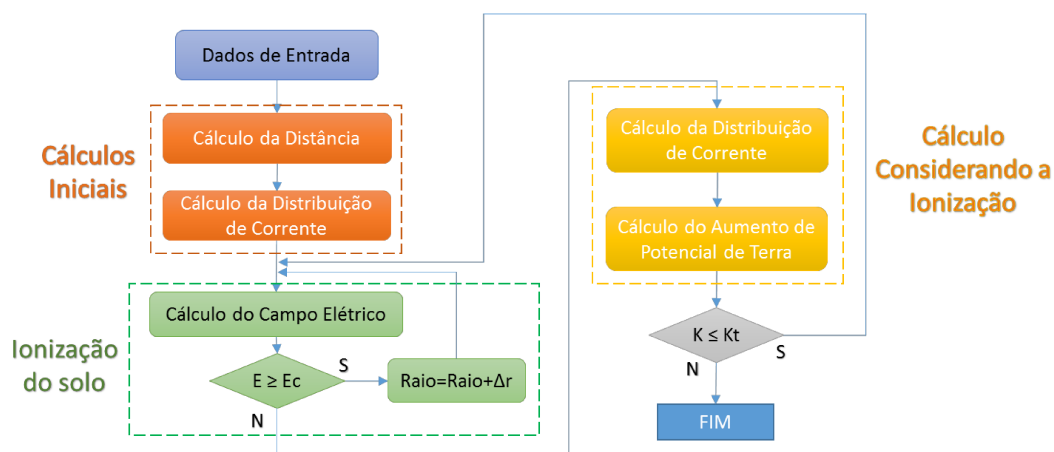 Dados de Entrada
Cálculos
Iniciais
Cálculo da Distância
Cálculo da Distribuição
de Corrente
Ionização
do solo
Cálculo do Campo Elétrico
E ≥ Ec
S
N
Raio=Raio+Δr
Cálculo da Distribuição
de Corrente
Cálculo do Aumento de
Potencial de Terra
Cálculo
Considerando a
Ionização
K ≤ Kt
S
N
FIM